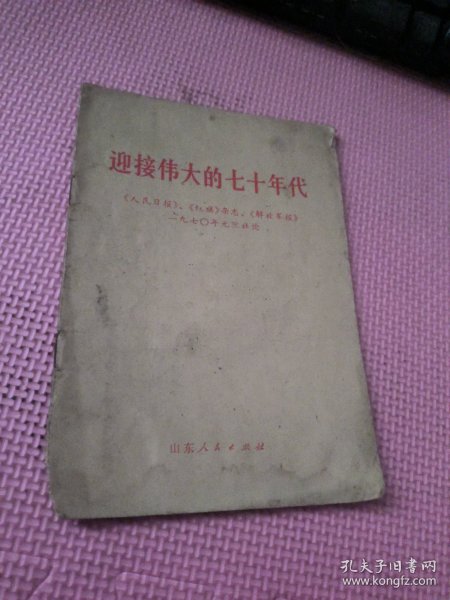 迎接伟大的七十年代
《人民日报》、《红旗》杂志、《解放军报》
一九七〇年元旦社论
山东人民出版社
孔夫子旧书网
www.kongfz.com